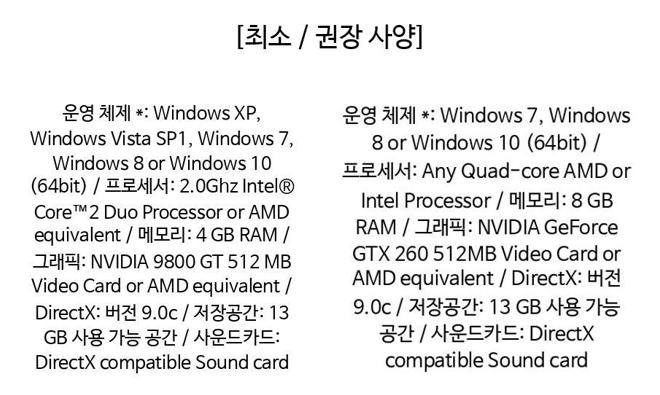 [최소 / 권장 사양]
운영 체제 *: Windows XP,
Windows Vista SP1, Windows 7,
Windows 8 or Windows 10
(64bit) / 프로세서: 2.0Ghz Intel®
Core™2 Duo Processor or AMD
equivalent / 메모리: 4 GB RAM /
그래픽: NVIDIA 9800 GT 512 MB
Video Card or AMD equivalent /
DirectX: 버전 9.0c / 저장공간: 13
GB 사용 가능 공간 / 사운드카드:
DirectX compatible Sound card
운영 체제 *: Windows 7, Windows
8 or Windows 10 (64bit) /
프로세서: Any Quad-core AMD or
Intel Processor / 메모리: 8 GB
RAM / 그래픽: NVIDIA GeForce
GTX 260 512MB Video Card or
AMD equivalent / DirectX: 버전
9.0c / 저장공간: 13 GB 사용 가능
공간 / 사운드카드: DirectX
compatible Sound card